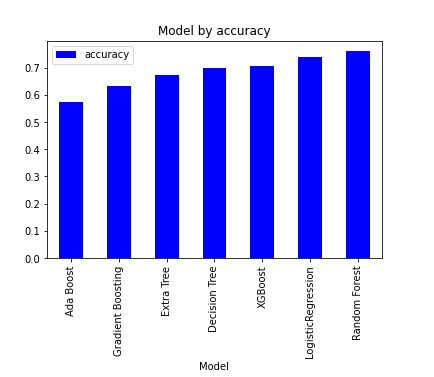 Model by accuracy
accuracy
0.7
0.6
0.5
0.4
0.3
0.2
0.1
0.0
Ada Boost
Gradient Boosting
Extra Tree
Decision Tree
XGBoost
LogisticRegression
Random Forest
Model